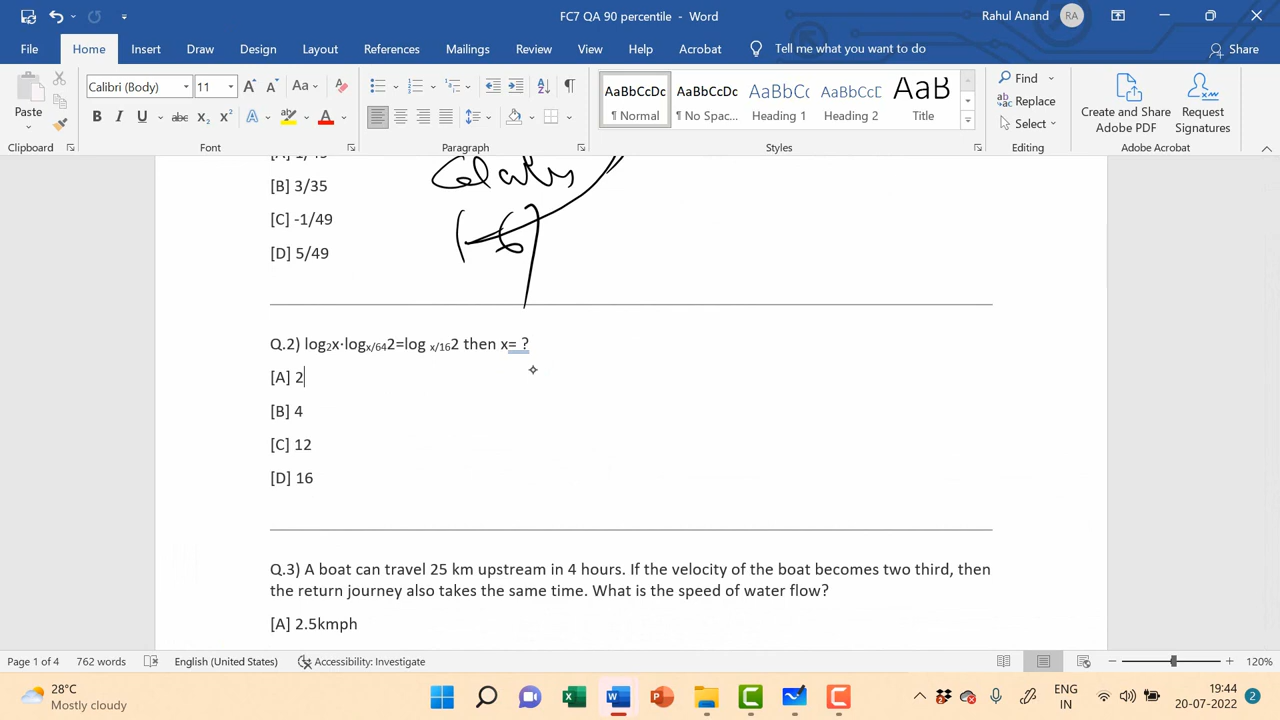 FC7 QA 90 percentile - Word
Rahul Anand RA
File Home Insert Draw Design Layout References Mailings Review View Help Acrobat Tell me what you want to do Share
Paste
Calibri (Body) 11 A A Aa
B I U abc x₂ x² A A
AaBbCcDc AaBbCcDc AaBbCc AaBbCcD AaB
¶ Normal ¶ No Spac... Heading Heading 2 Title
Find
Replace
Select
Create and Share Adobe PDF
Request Signatures
Clipboard Font Paragraph Styles Editing Adobe Acrobat
[B] 3/35
[C] -1/49
[D] 5/49
Q.2) log₂x·logₓ/₆₄2=log ₓ/₁₆2 then x= ?
[A] 2
[B] 4
[C] 12
[D] 16
Q.3) A boat can travel 25 km upstream in 4 hours. If the velocity of the boat becomes two third, then
the return journey also takes the same time. What is the speed of water flow?
[A] 2.5kmph
Page 1 of 4 762 words English (United States) Accessibility: Investigate 120%
28°C
Mostly cloudy
ENG
IN
19:44
20-07-2022
2